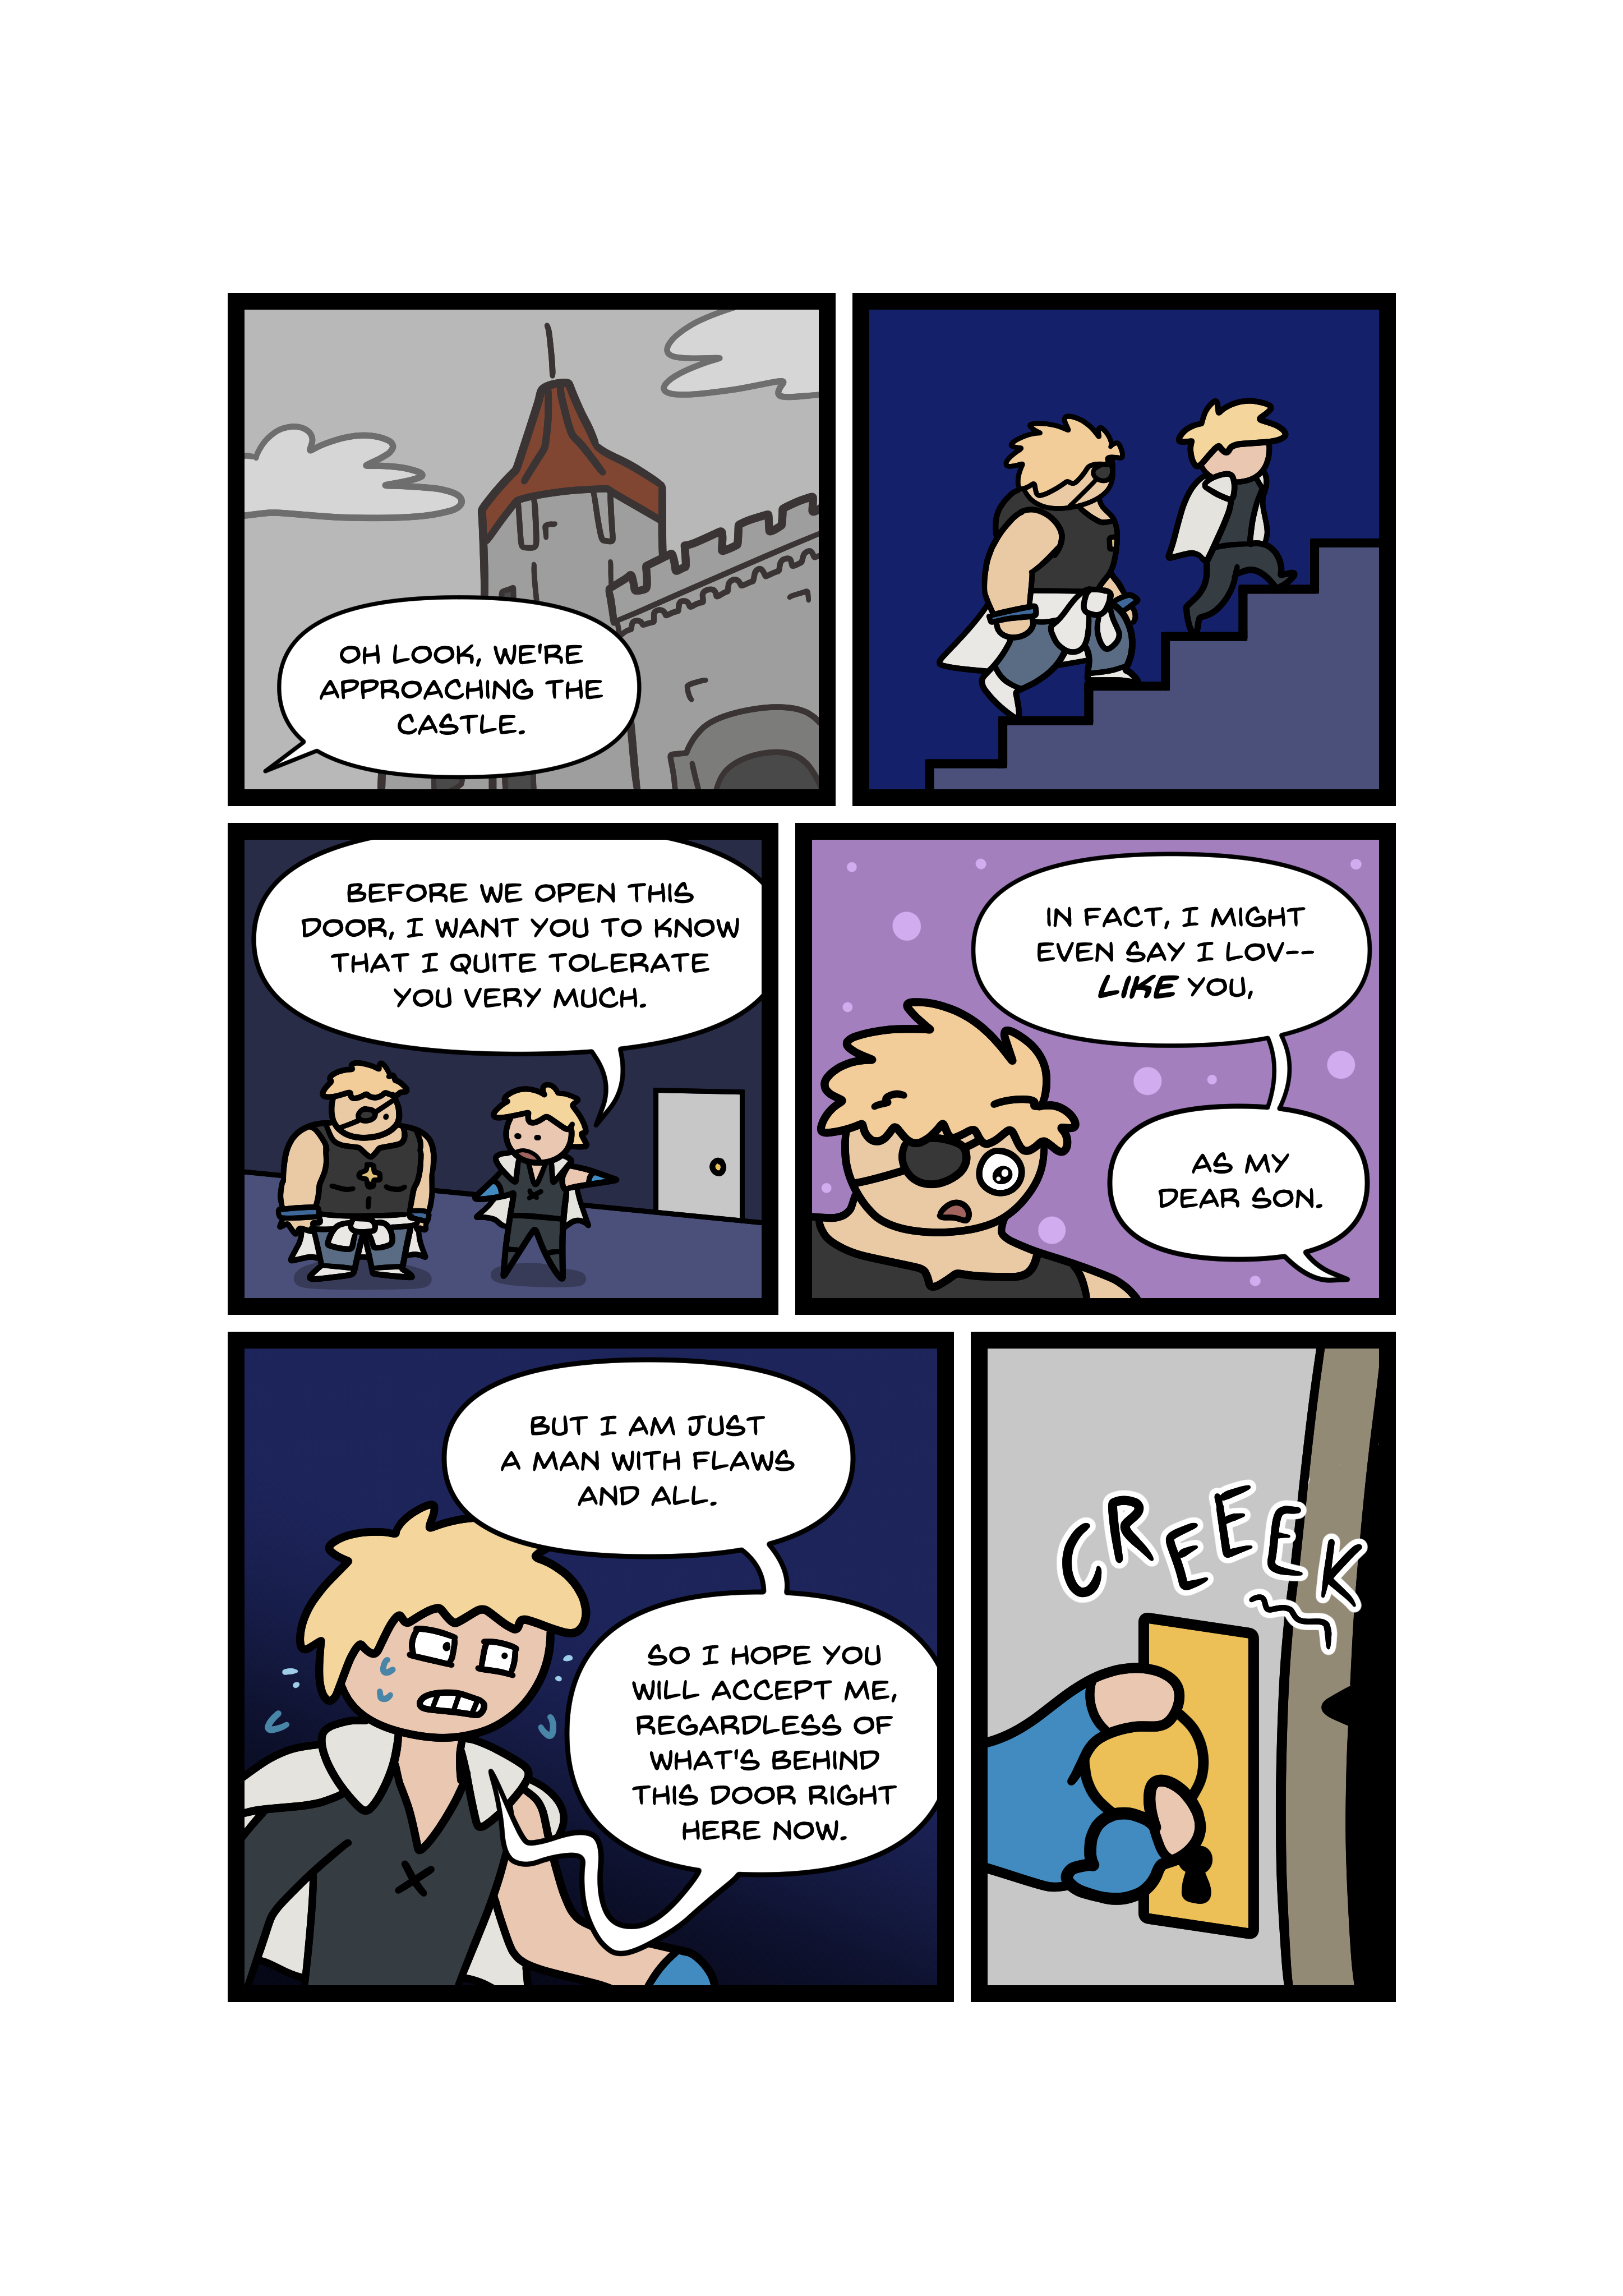 OH LOOK, WE'RE
APPROACHING THE
CASTLE.
BEFORE WE OPEN THIS
DOOR, I WANT YOU TO KNOW
THAT I QUITE TOLERATE
YOU VERY MUCH.
IN FACT, I MIGHT
EVEN SAY I LOV--
LIKE YOU,
AS MY
DEAR SON.
BUT I AM JUST
A MAN WITH FLAWS
AND ALL.
SO I HOPE YOU
WILL ACCEPT ME,
REGARDLESS OF
WHAT'S BEHIND
THIS DOOR RIGHT
HERE NOW.
CREEEK